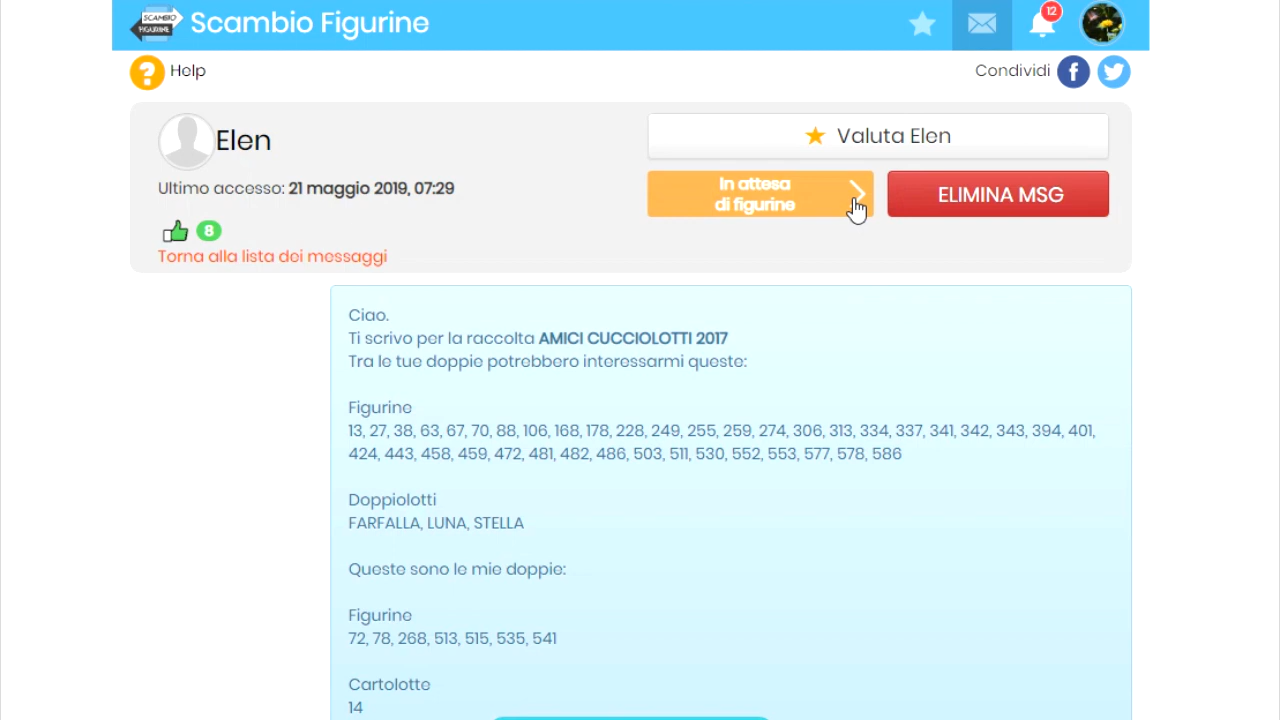 SCAMBIO
FIGURINE
Scambio Figurine
12
?
Help
Condividi
f
Elen
Valuta Elen
Ultimo accesso: 21 maggio 2019, 07:29
In attesa
di figurine
ELIMINA MSG
8
Torna alla lista dei messaggi
Ciao.
Ti scrivo per la raccolta AMICI CUCCIOLOTTI 2017
Tra le tue doppie potrebbero interessarmi queste:
Figurine
13, 27, 38, 63, 67, 70, 88, 106, 168, 178, 228, 249, 255, 259, 274, 306, 313, 334, 337, 341, 342, 343, 394, 401,
424, 443, 458, 459, 472, 481, 482, 486, 503, 511, 530, 552, 553, 577, 578, 586
Doppiolotti
FARFALLA, LUNA, STELLA
Queste sono le mie doppie:
Figurine
72, 78, 268, 513, 515, 535, 541
Cartolotte
14